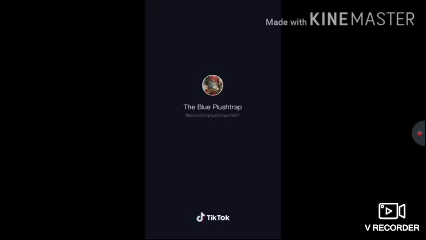 Made with KINEMASTER
The Blue Plushtrap
TikTok
V RECORDER